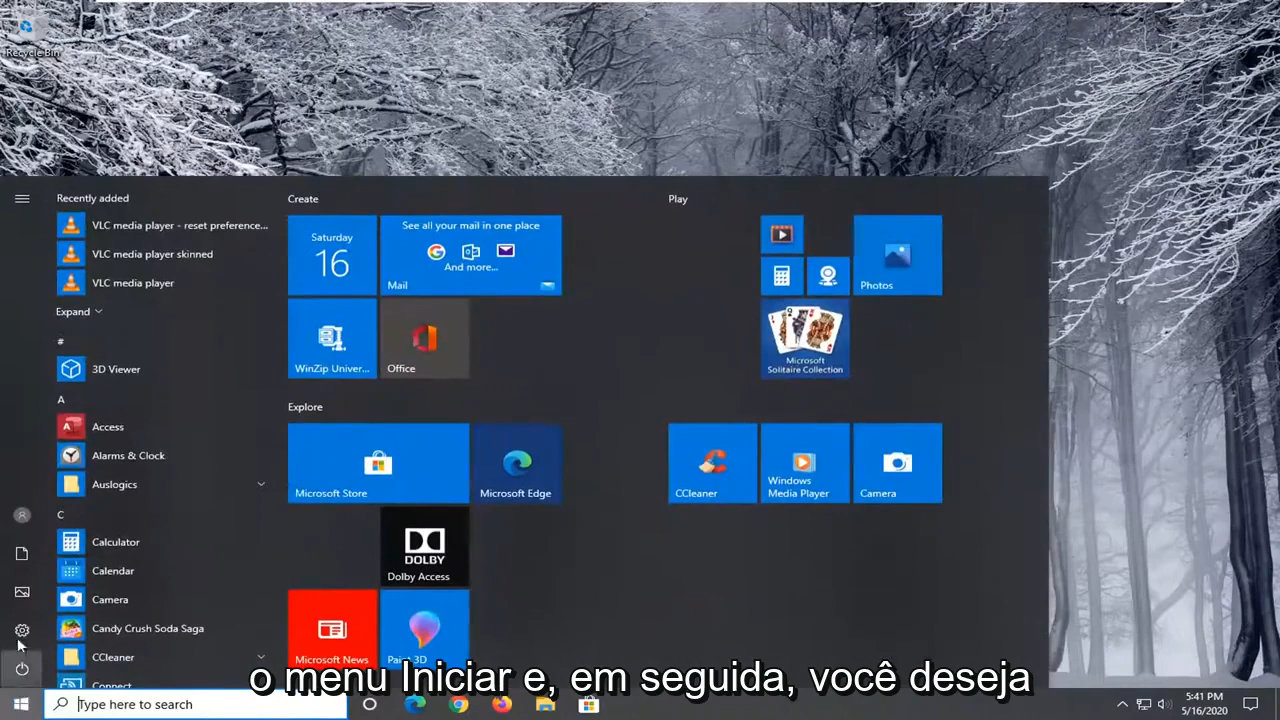 Recycle Bin
Recently added
VLC media player - reset preference...
VLC media player skinned
VLC media player
Expand
#
3D Viewer
A
Access
Alarms & Clock
Auslogics
C
Calculator
Calendar
Camera
Candy Crush Soda Saga
CCleaner
Connect
Create
Saturday
16
See all your mail in one place
And more...
Mail
WinZip Univer...
Office
Explore
Microsoft Store
Microsoft Edge
DOLBY
Dolby Access
Microsoft News
Paint 3D
Play
Photos
Microsoft
Solitaire Collection
CCleaner
Windows
Media Player
Camera
o menu Iniciar e, em seguida, você deseja
Type here to search
5:41 PM
5/16/2020